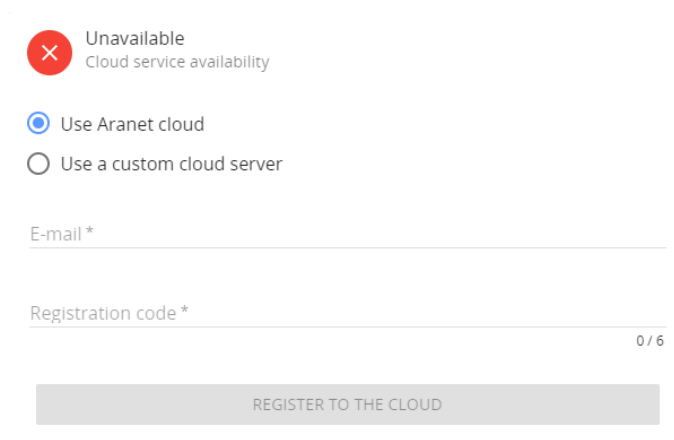 Unavailable
Cloud service availability
Use Aranet cloud
Use a custom cloud server
E-mail *
Registration code *
0 / 6
REGISTER TO THE CLOUD